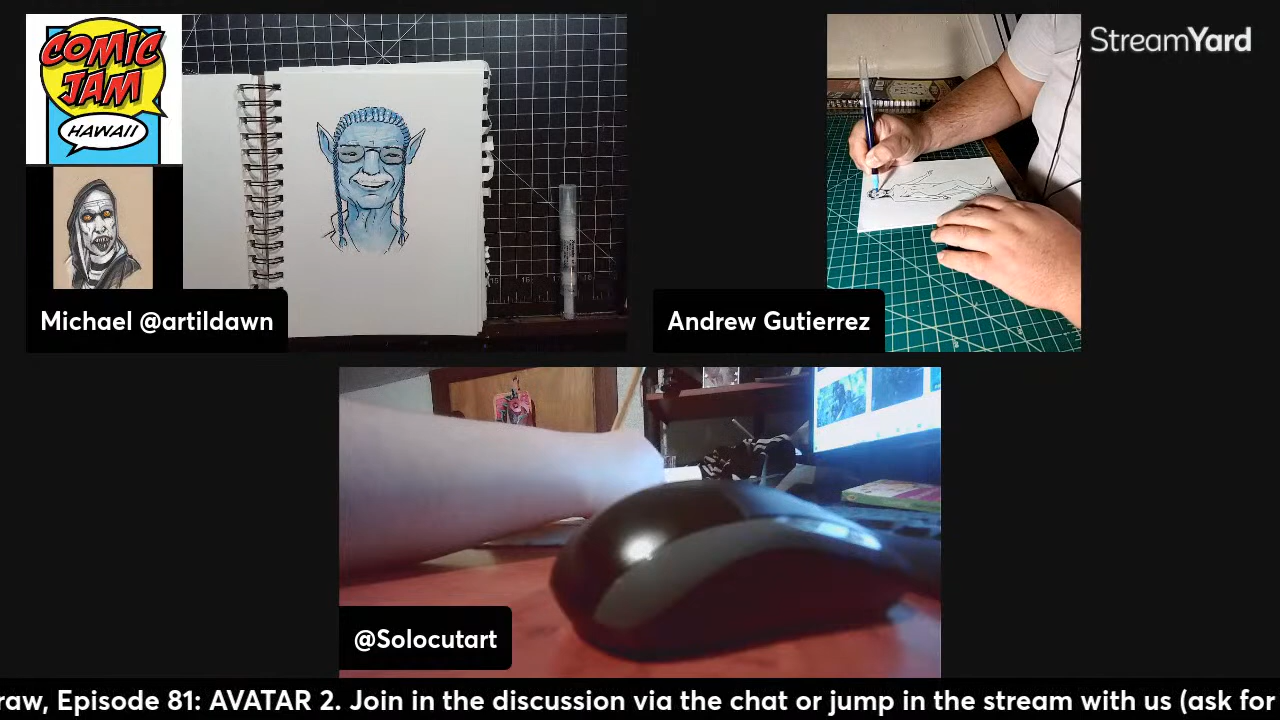 COMIC
JAM
HAWAII
StreamYard
Michael @artildawn
Andrew Gutierrez
@Solocutart
raw, Episode 81: AVATAR 2. Join in the discussion via the chat or jump in the stream with us (ask for